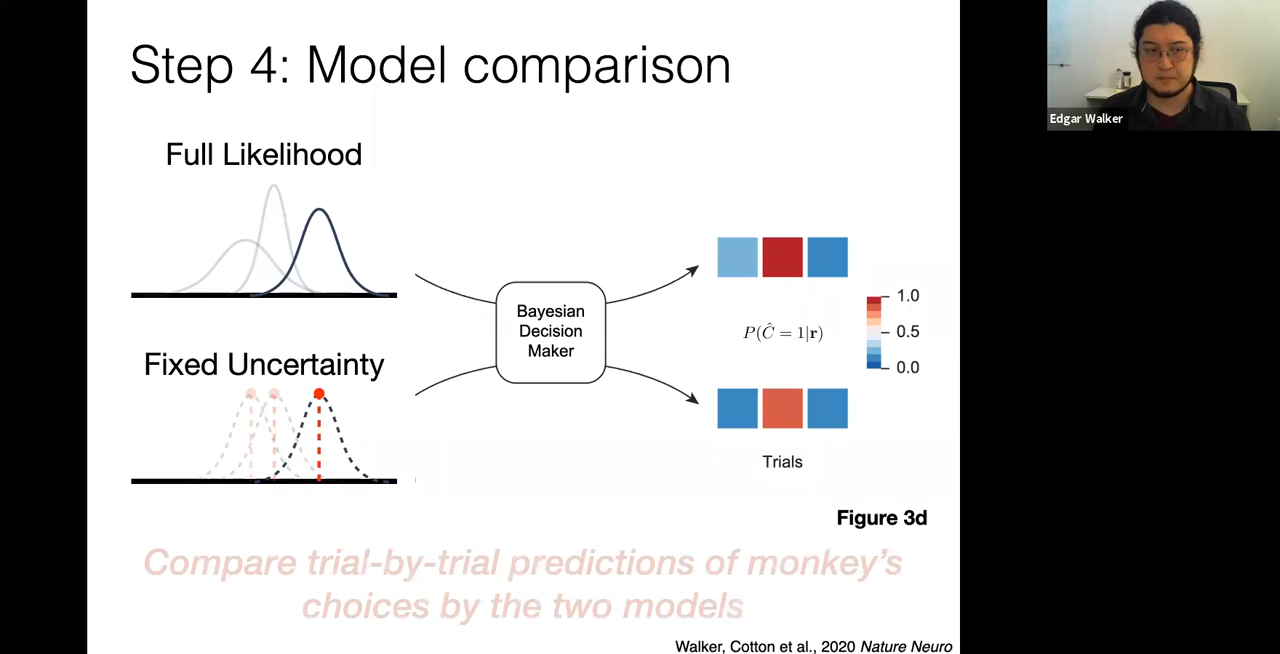 Step 4: Model comparison
Full Likelihood
Fixed Uncertainty
Bayesian
Decision
Maker
P(Ĉ = 1|r)
1.0
0.5
0.0
Trials
Figure 3d
Compare trial-by-trial predictions of monkey's
choices by the two models
Walker, Cotton et al., 2020 Nature Neuro
Edgar Walker